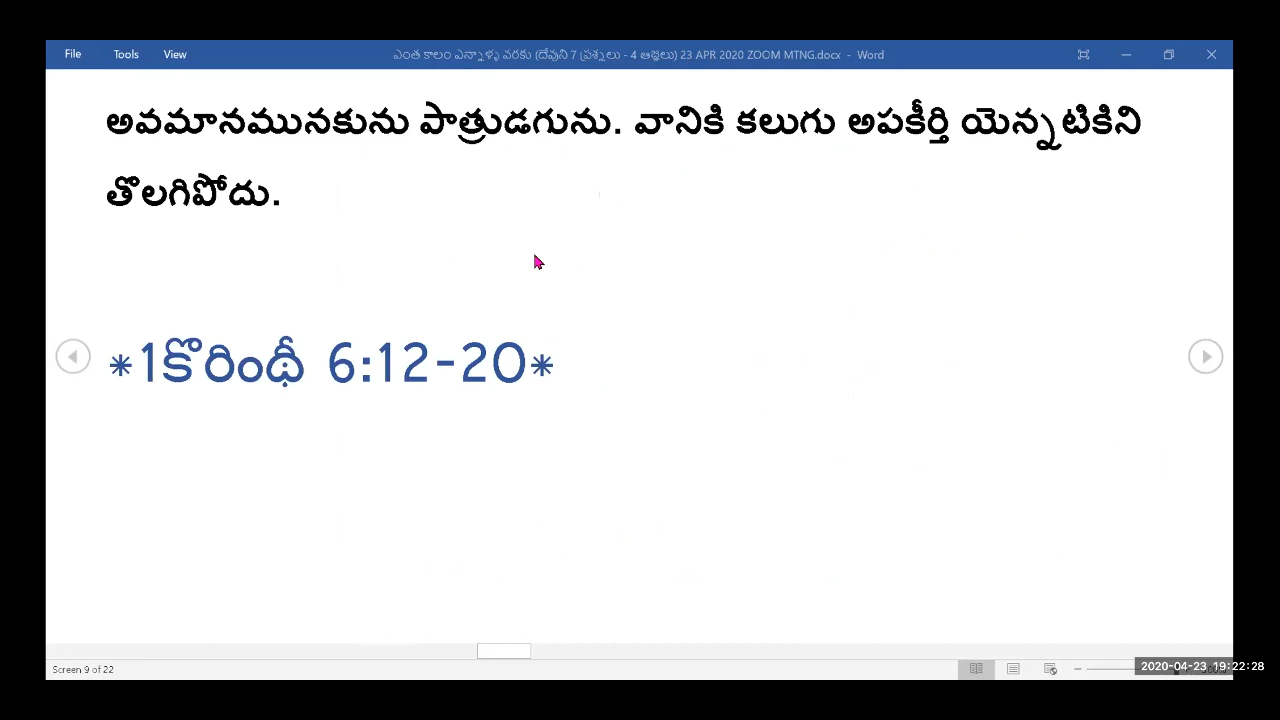 File Tools View ఎంత కాలం ఎన్నాళ్ళు వరకు (దేవుని 7 ప్రశ్నలు - 4 ఆజ్ఞలు) 23 APR 2020 ZOOM MTNG.docx - Word
అవమానమునకును పాత్రుడగును. వానికి కలుగు అపకీర్తి యెన్నటికిని
తొలగిపోదు.
*1కొరింథీ 6:12-20*
Screen 9 of 22
2020-04-23 19:22:28